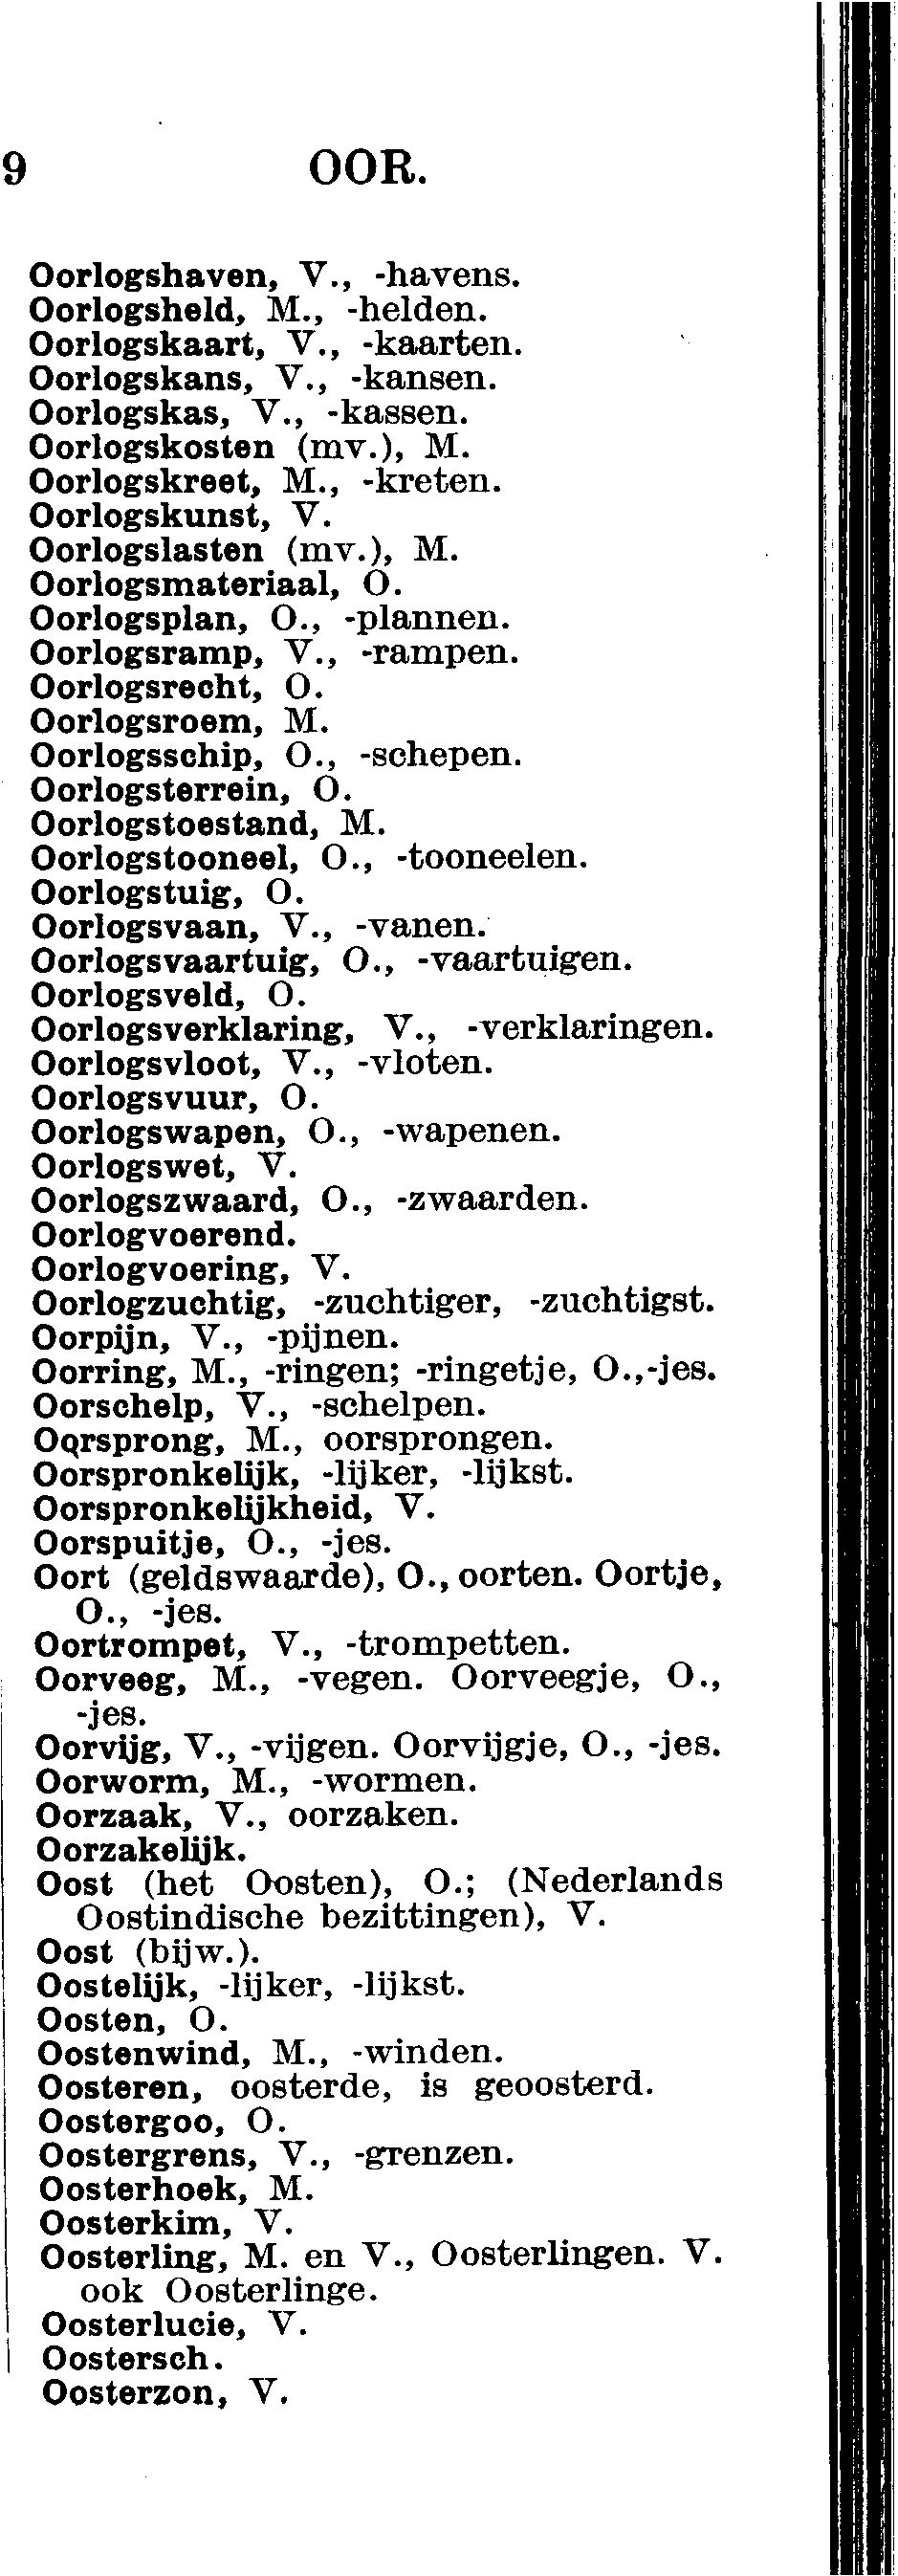 9 OOR.
Oorlogshaven, V., -havens.
Oorlogsheld, M., -helden.
Oorlogskaart, V., -kaarten.
Oorlogskans, V., -kansen.
Oorlogskas, V., -kassen.
Oorlogskosten (mv.), M.
Oorlogskreet, M., -kreten.
Oorlogskunst, V.
Oorlogslasten (mv.), M.
Oorlogsmateriaal, O.
Oorlogsplan, O., -plannen.
Oorlogsramp, V., -rampen.
Oorlogsrecht, O.
Oorlogsroem, M.
Oorlogsschip, O., -schepen.
Oorlogsterrein, O.
Oorlogstoestand, M.
Oorlogstooneel, O., -tooneelen.
Oorlogstuig, O.
Oorlogsvaan, V., -vanen.
Oorlogsvaartuig, O., -vaartuigen.
Oorlogsveld, O.
Oorlogsverklaring, V., -verklaringen.
Oorlogsvloot, V., -vloten.
Oorlogsvuur, O.
Oorlogswapen, O., -wapenen.
Oorlogswet, V.
Oorlogszwaard, O., -zwaarden.
Oorlogvoerend.
Oorlogvoering, V.
Oorlogzuchtig, -zuchtiger, -zuchtigst.
Oorpijn, V., -pijnen.
Oorring, M., -ringen; -ringetje, O.,-jes.
Oorschelp, V., -schelpen.
Oorsprong, M., oorsprongen.
Oorspronkelijk, -lijker, -lijkst.
Oorspronkelijkheid, V.
Oorspuitje, O., -jes.
Oort (geldswaarde), O., oorten. Oortje,
O., -jes.
Oortrompet, V., -trompetten.
Oorveeg, M., -vegen. Oorveegje, O.,
-jes.
Oorvijg, V., -vijgen. Oorvijgje, O., -jes.
Oorworm, M., -wormen.
Oorzaak, V., oorzaken.
Oorzakelijk.
Oost (het Oosten), O.; (Nederlands
Oostindische bezittingen), V.
Oost (bijw.).
Oostelijk, -lijker, -lijkst.
Oosten, O.
Oostenwind, M., -winden.
Oosteren, oosterde, is geoosterd.
Oostergoo, O.
Oostergrens, V., -grenzen.
Oosterhoek, M.
Oosterkim, V.
Oosterling, M. en V., Oosterlingen. V.
ook Oosterlinge.
Oosterlucie, V.
Oostersch.
Oosterzon, V.